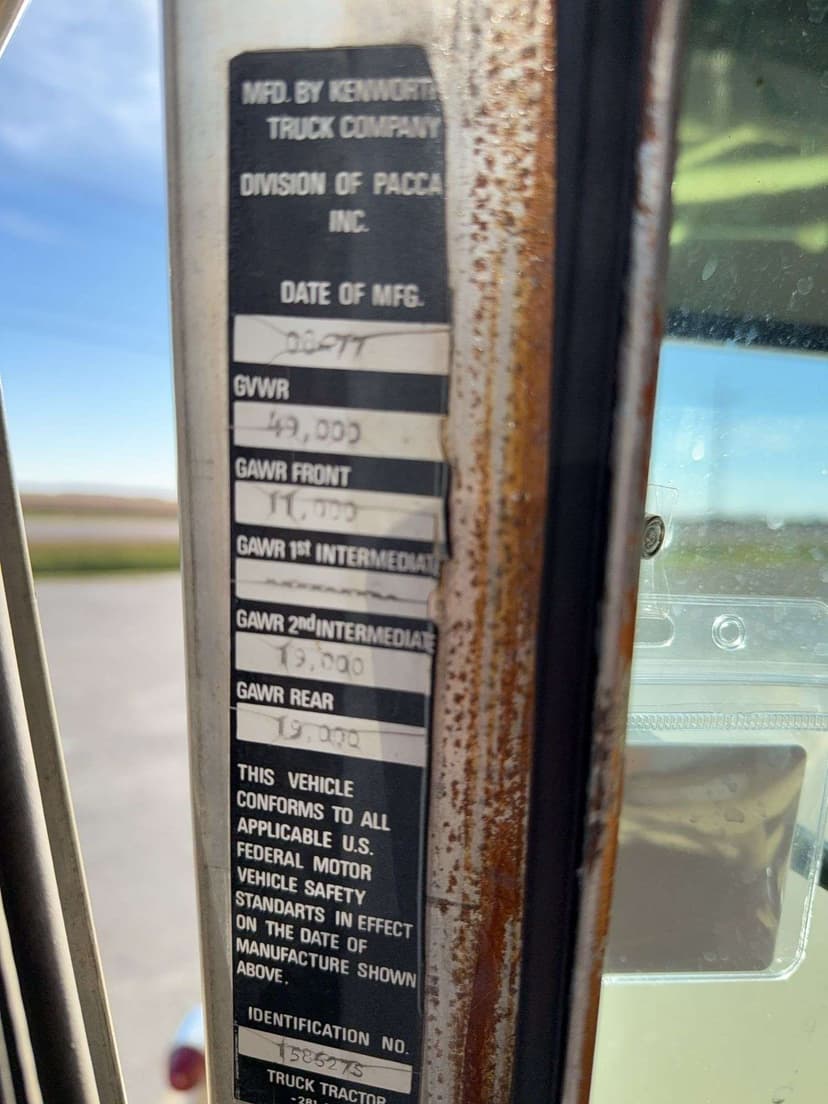 MFD. BY KENWORTH
TRUCK COMPANY
DIVISION OF PACCA
INC.
DATE OF MFG.
GVWR
49,000
GAWR FRONT
11,000
GAWR 1st INTERMEDIATE
GAWR 2nd INTERMEDIATE
19,000
GAWR REAR
19,000
THIS VEHICLE
CONFORMS TO ALL
APPLICABLE U.S.
FEDERAL MOTOR
VEHICLE SAFETY
STANDARTS IN EFFECT
ON THE DATE OF
MANUFACTURE SHOWN
ABOVE.
IDENTIFICATION NO.
TRUCK TRACTOR